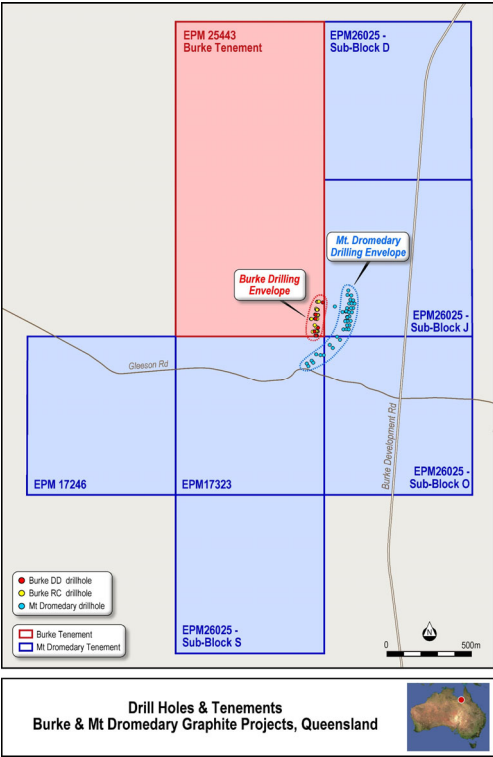 EPM 25443
Burke Tenement
EPM26025 -
Sub-Block D
Mt. Dromedary
Drilling Envelope
Burke Drilling
Envelope
EPM26025 -
Sub-Block J
Gleeson Rd
Burke Development Rd
EPM 17246
EPM17323
EPM26025 -
Sub-Block O
Burke DD drillhole
Burke RC drillhole
Mt Dromedary drillhole
Burke Tenement
Mt Dromedary Tenement
EPM26025 -
Sub-Block S
N
0 500m
Drill Holes & Tenements
Burke & Mt Dromedary Graphite Projects, Queensland